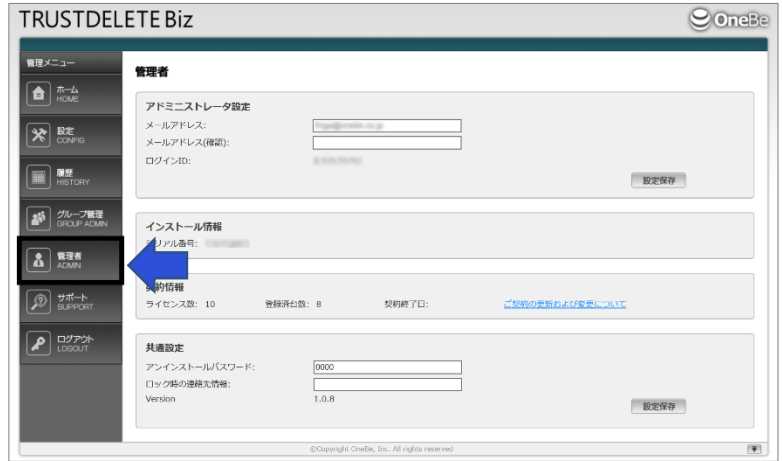 TRUSTDELETE Biz
OneBe
管理メニュー
ホーム
HOME
設定
CONFIG
履歴
HISTORY
グループ管理
GROUP ADMIN
管理者
ADMIN
サポート
SUPPORT
ログアウト
LOGOUT
管理者
アドミニストレータ設定
メールアドレス:
メールアドレス(確認):
ログインID:
設定保存
インストール情報
リアル番号:
約情報
ライセンス数: 10 登録済台数: 8 契約終了日: ご契約の更新および変更について
共通設定
アンインストールパスワード: 0000
ロック時の連絡先情報:
Version 1.0.8
設定保存
©Copyright OneBe, Inc. All rights reserved